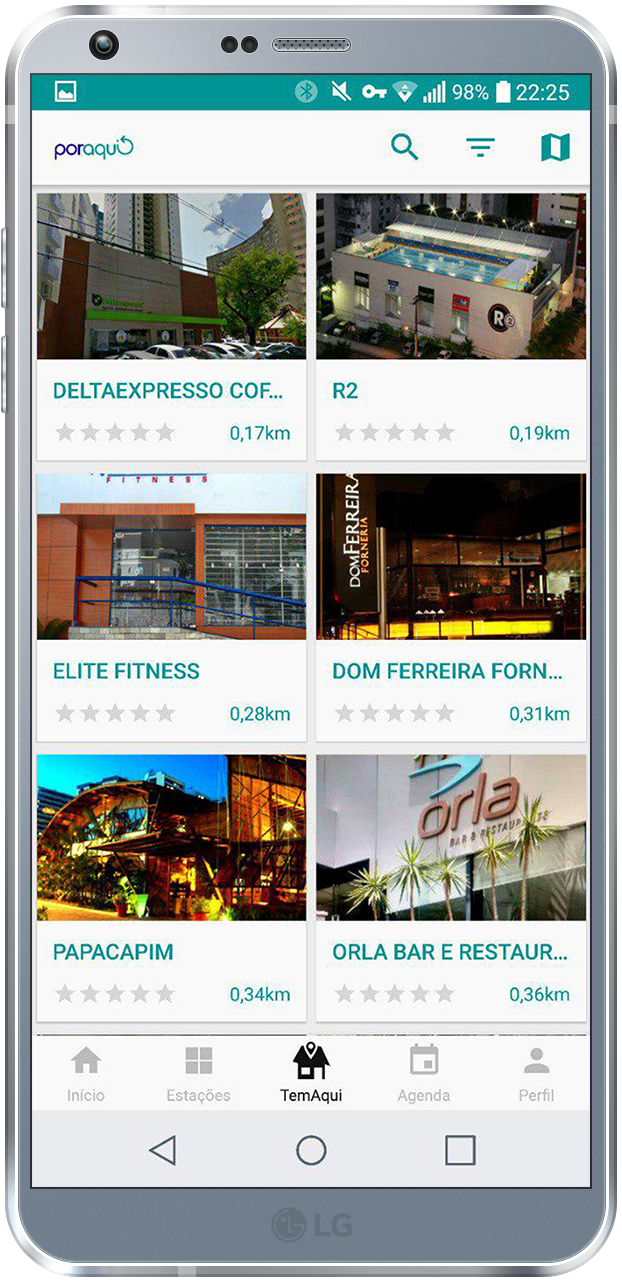 98% 22:25
poraqui
R2
DELTAEXPRESSO COF... R2
0,17km 0,19km
FITNESS
DOM FERREIRA
FORNERIA
ELITE FITNESS DOM FERREIRA FORN...
0,28km 0,31km
orla
BAR & RESTAURANTE
PAPACAPIM ORLA BAR E RESTAUR...
0,34km 0,36km
Início Estações TemAqui Agenda Perfil
LG